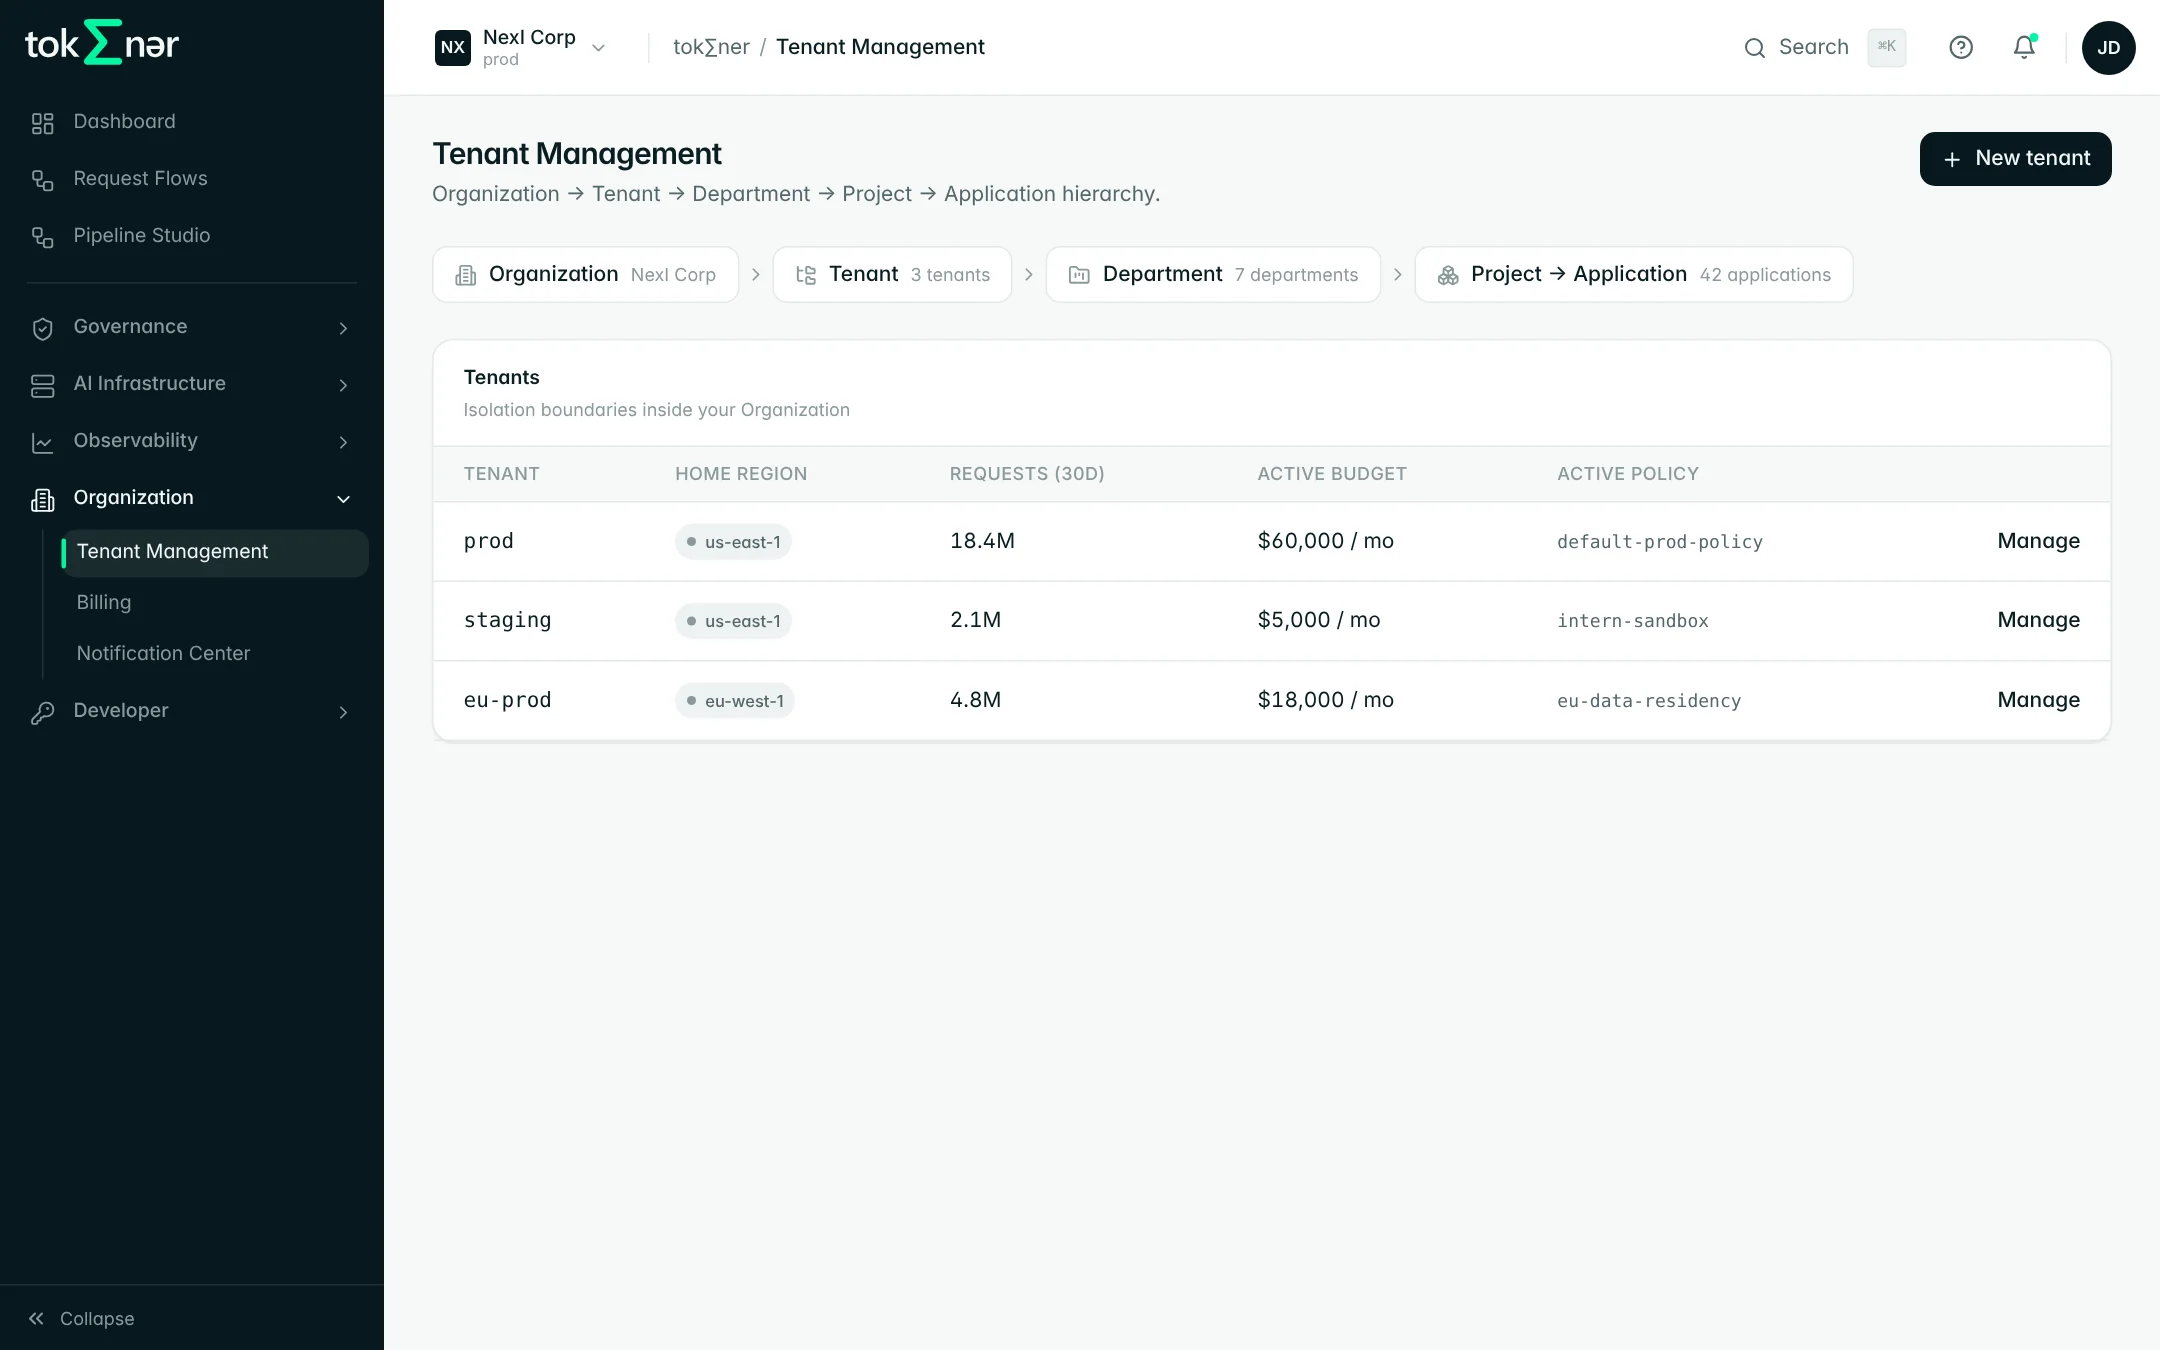 tok∑nər
Dashboard
Request Flows
Pipeline Studio
Governance
AI Infrastructure
Observability
Organization
Tenant Management
Billing
Notification Center
Developer
Collapse
NX
Nexl Corp
prod
tok∑ner / Tenant Management
Search ⌘K
JD
Tenant Management
Organization → Tenant → Department → Project → Application hierarchy.
+ New tenant
Organization Nexl Corp
Tenant 3 tenants
Department 7 departments
Project → Application 42 applications
Tenants
Isolation boundaries inside your Organization
TENANT HOME REGION REQUESTS (30D) ACTIVE BUDGET ACTIVE POLICY
prod us-east-1 18.4M $60,000 / mo default-prod-policy Manage
staging us-east-1 2.1M $5,000 / mo intern-sandbox Manage
eu-prod eu-west-1 4.8M $18,000 / mo eu-data-residency Manage